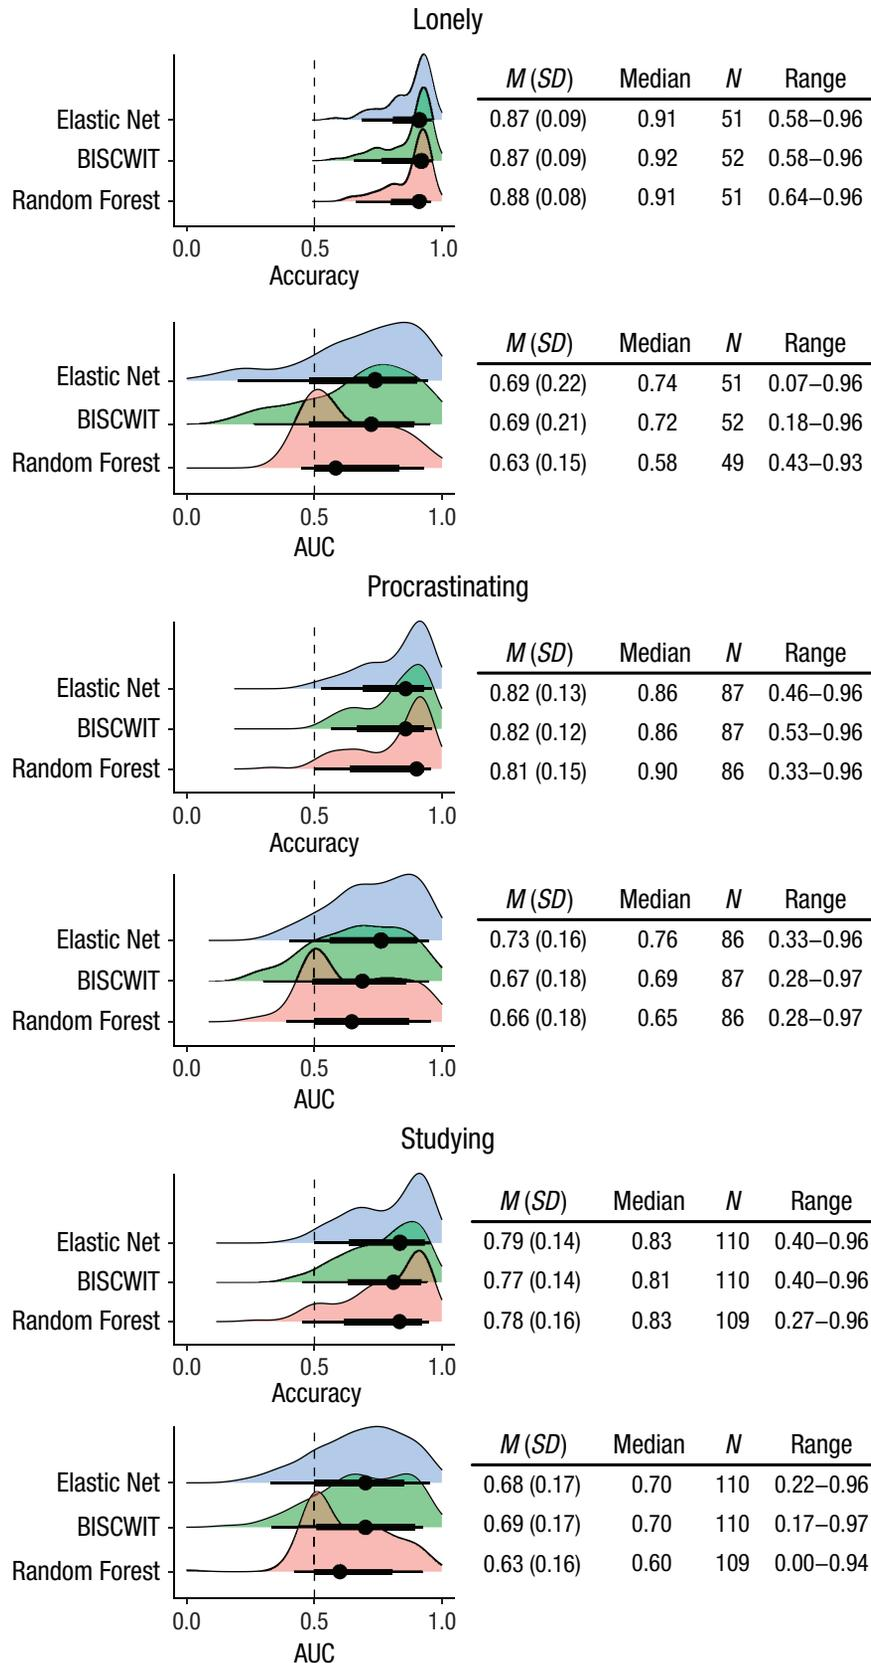 Lonely
M (SD) Median N Range
Elastic Net 0.87 (0.09) 0.91 51 0.58–0.96
BISCWIT 0.87 (0.09) 0.92 52 0.58–0.96
Random Forest 0.88 (0.08) 0.91 51 0.64–0.96
0.0 0.5 1.0
Accuracy
M (SD) Median N Range
Elastic Net 0.69 (0.22) 0.74 51 0.07–0.96
BISCWIT 0.69 (0.21) 0.72 52 0.18–0.96
Random Forest 0.63 (0.15) 0.58 49 0.43–0.93
0.0 0.5 1.0
AUC
Procrastinating
M (SD) Median N Range
Elastic Net 0.82 (0.13) 0.86 87 0.46–0.96
BISCWIT 0.82 (0.12) 0.86 87 0.53–0.96
Random Forest 0.81 (0.15) 0.90 86 0.33–0.96
0.0 0.5 1.0
Accuracy
M (SD) Median N Range
Elastic Net 0.73 (0.16) 0.76 86 0.33–0.96
BISCWIT 0.67 (0.18) 0.69 87 0.28–0.97
Random Forest 0.66 (0.18) 0.65 86 0.28–0.97
0.0 0.5 1.0
AUC
Studying
M (SD) Median N Range
Elastic Net 0.79 (0.14) 0.83 110 0.40–0.96
BISCWIT 0.77 (0.14) 0.81 110 0.40–0.96
Random Forest 0.78 (0.16) 0.83 109 0.27–0.96
0.0 0.5 1.0
Accuracy
M (SD) Median N Range
Elastic Net 0.68 (0.17) 0.70 110 0.22–0.96
BISCWIT 0.69 (0.17) 0.70 110 0.17–0.97
Random Forest 0.63 (0.16) 0.60 109 0.00–0.94
0.0 0.5 1.0
AUC